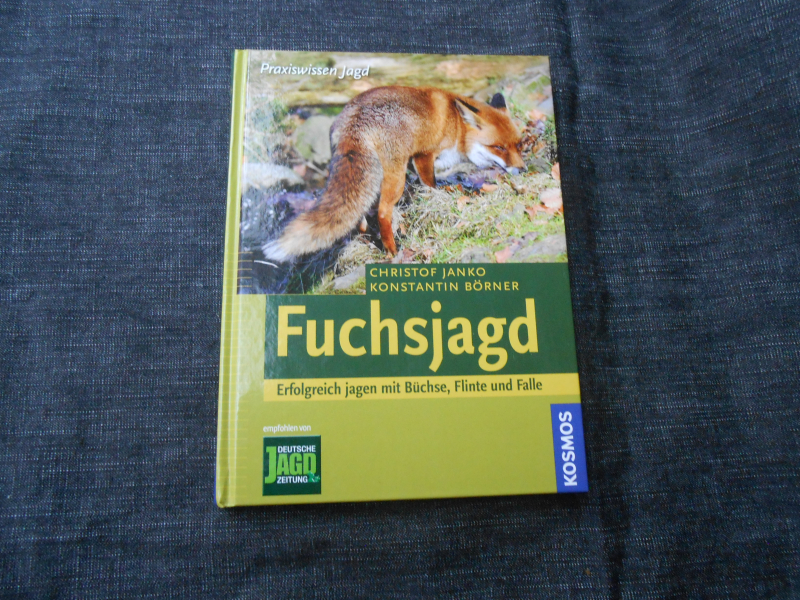 Praxiswissen Jagd
CHRISTOF JANKO
KONSTANTIN BÖRNER
Fuchsjagd
Erfolgreich jagen mit Büchse, Flinte und Falle
empfohlen von
DEUTSCHE
JAGD
ZEITUNG
KOSMOS